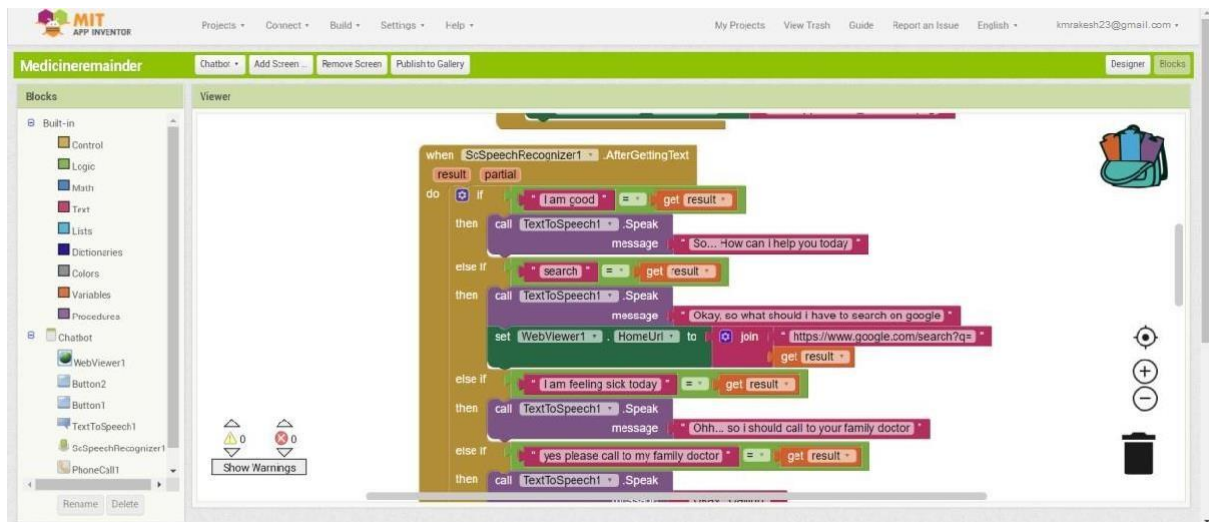 MIT
APP INVENTOR
Projects Connect Build Settings Help My Projects View Trash Guide Report an Issue English kmrakesh23@gmail.com
Medicineremainder Chatbot Add Screen ... Remove Screen Publish to Gallery Designer Blocks
Blocks Viewer
Built-in
Control
Logic
Math
Text
Lists
Dictionaries
Colors
Variables
Procedures
Chatbot
WebViewer1
Button2
Button1
TextToSpeech1
ScSpeechRecognizer1
PhoneCall1
Rename Delete
when ScSpeechRecognizer1 .AfterGettingText
result partial
do if " I am good " = get result
then call TextToSpeech1 .Speak
message " So... How can I help you today "
else if " search " = get result
then call TextToSpeech1 .Speak
message " Okay, so what should i have to search on google "
set WebViewer1 . HomeUrl to join " https://www.google.com/search?q= "
get result
else if " I am feeling sick today " = get result
then call TextToSpeech1 .Speak
message " Ohh... so i should call to your family doctor "
else if " yes please call to my family doctor " = get result
then call TextToSpeech1 .Speak
message
0 0
Show Warnings